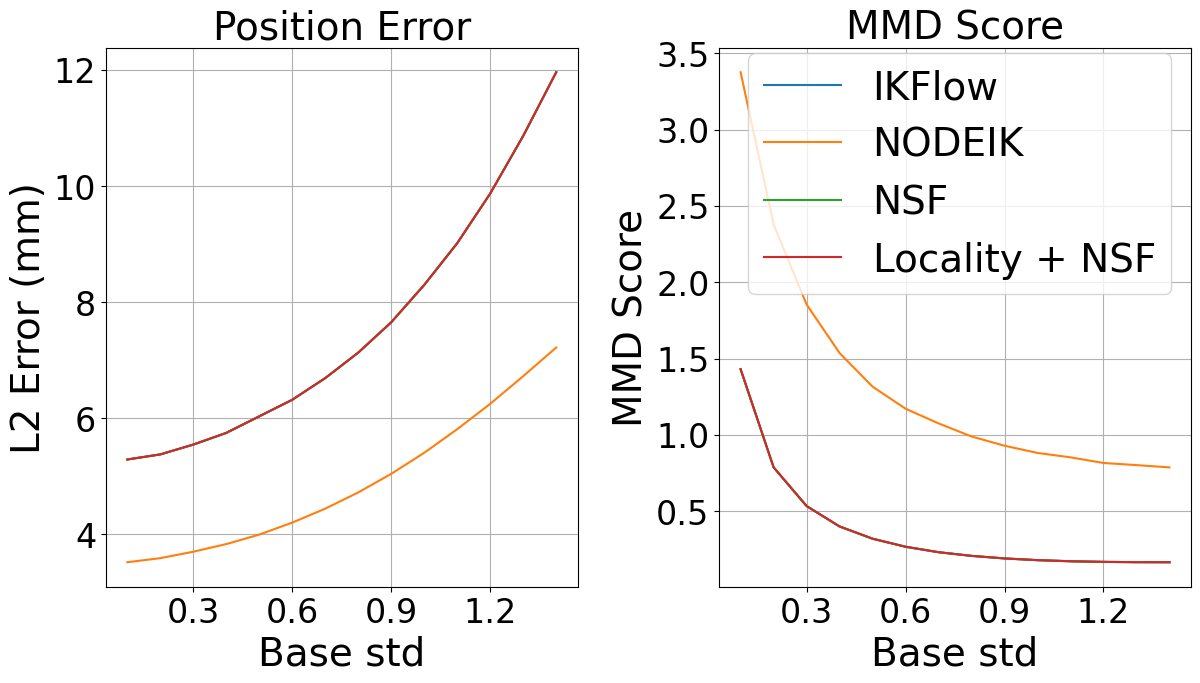 Position Error
L2 Error (mm)
12
10
8
6
4
0.3 0.6 0.9 1.2
Base std
MMD Score
MMD Score
3.5
3.0
2.5
2.0
1.5
1.0
0.5
IKFlow
NODEIK
NSF
Locality + NSF
0.3 0.6 0.9 1.2
Base std